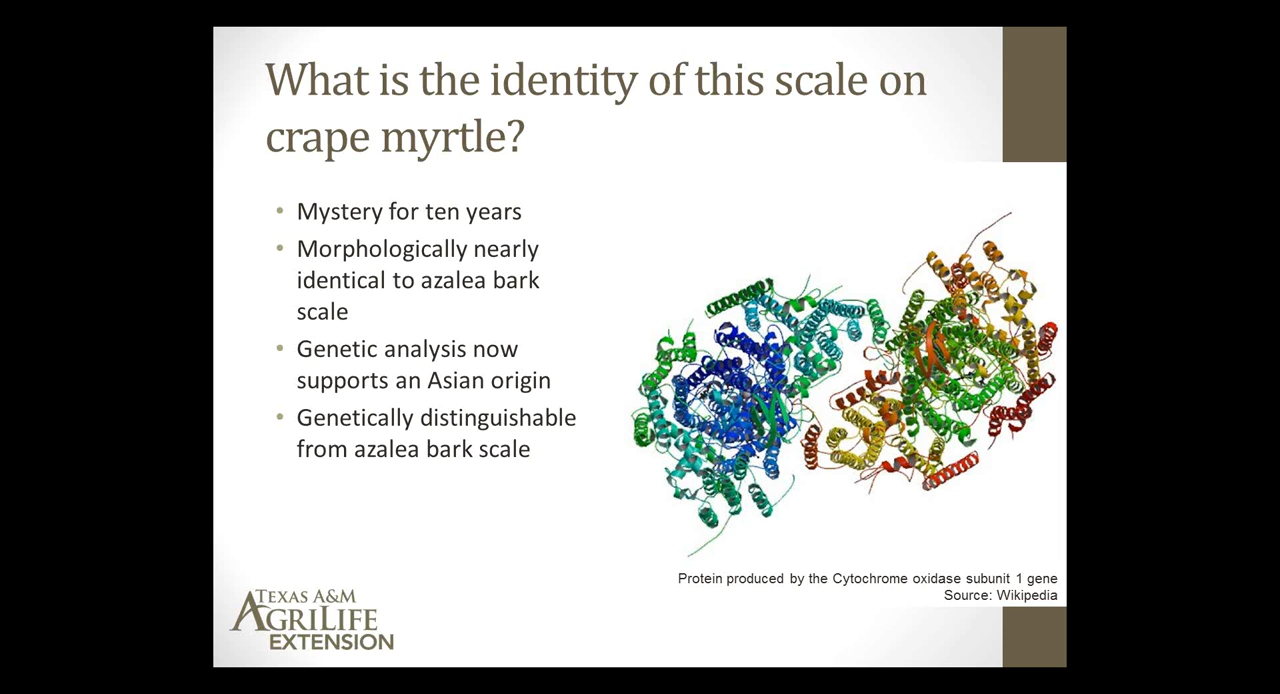 What is the identity of this scale on
crape myrtle?
• Mystery for ten years
• Morphologically nearly
identical to azalea bark
scale
• Genetic analysis now
supports an Asian origin
• Genetically distinguishable
from azalea bark scale
Protein produced by the Cytochrome oxidase subunit 1 gene
Source: Wikipedia
TEXAS A&M
AGRILIFE
EXTENSION